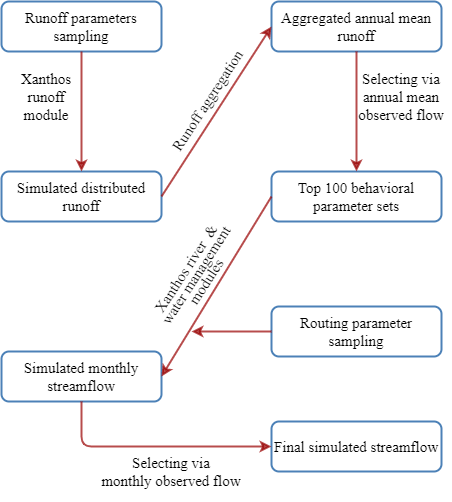 Runoff parameters
sampling
Xanthos
runoff
module
Simulated distributed
runoff
Runoff aggregation
Aggregated annual mean
runoff
Selecting via
annual mean
observed flow
Top 100 behavioral
parameter sets
Xanthos river &
water management
modules
Routing parameter
sampling
Simulated monthly
streamflow
Selecting via
monthly observed flow
Final simulated streamflow